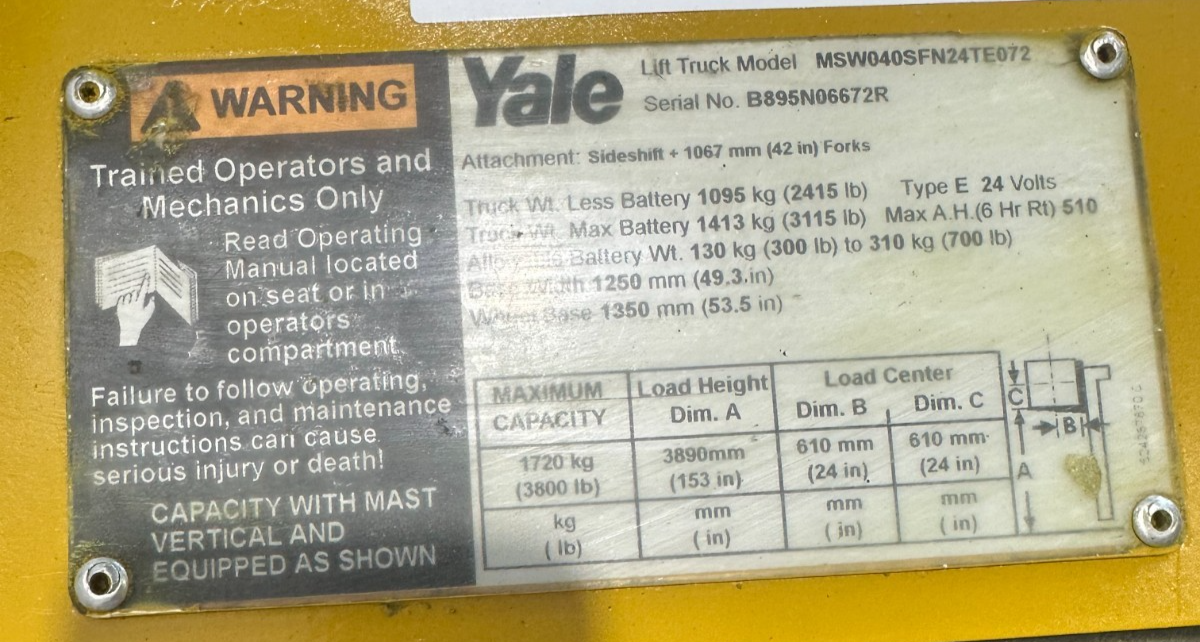 WARNING
Trained Operators and
Mechanics Only
Read Operating
Manual located
on seat or in
operators
compartment
Failure to follow operating,
inspection, and maintenance
instructions can cause
serious injury or death!
CAPACITY WITH MAST
VERTICAL AND
EQUIPPED AS SHOWN
Yale
Lift Truck Model MSW040SFN24TE072
Serial No. B895N06672R
Attachment: Sideshift + 1067 mm (42 in) Forks
Truck Wt. Less Battery 1095 kg (2415 lb) Type E 24 Volts
Truck Wt. Max Battery 1413 kg (3115 lb) Max A.H.(6 Hr Rt) 510
Battery Wt. 130 kg (300 lb) to 310 kg (700 lb)
Base Width 1250 mm (49.3.in)
Wheel Base 1350 mm (53.5 in)
MAXIMUM CAPACITY Load Height Dim. A Load Center Dim. B Dim. C
1720 kg (3800 lb) 3890mm (153 in) 610 mm (24 in) 610 mm (24 in)
kg (lb) mm (in) mm (in) mm (in)
C
B
A